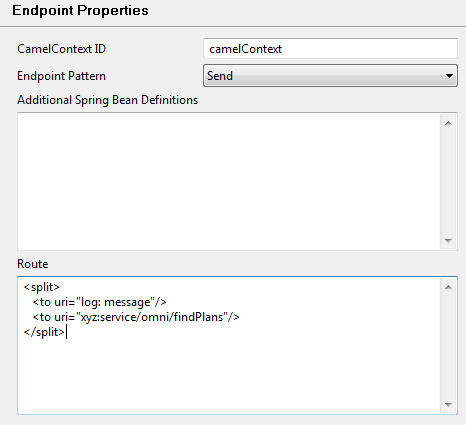 Endpoint Properties
CamelContext ID camelContext
Endpoint Pattern Send
Additional Spring Bean Definitions
Route
<split>
<to uri="log: message"/>
<to uri="xyz:service/omni/findPlans"/>
</split>